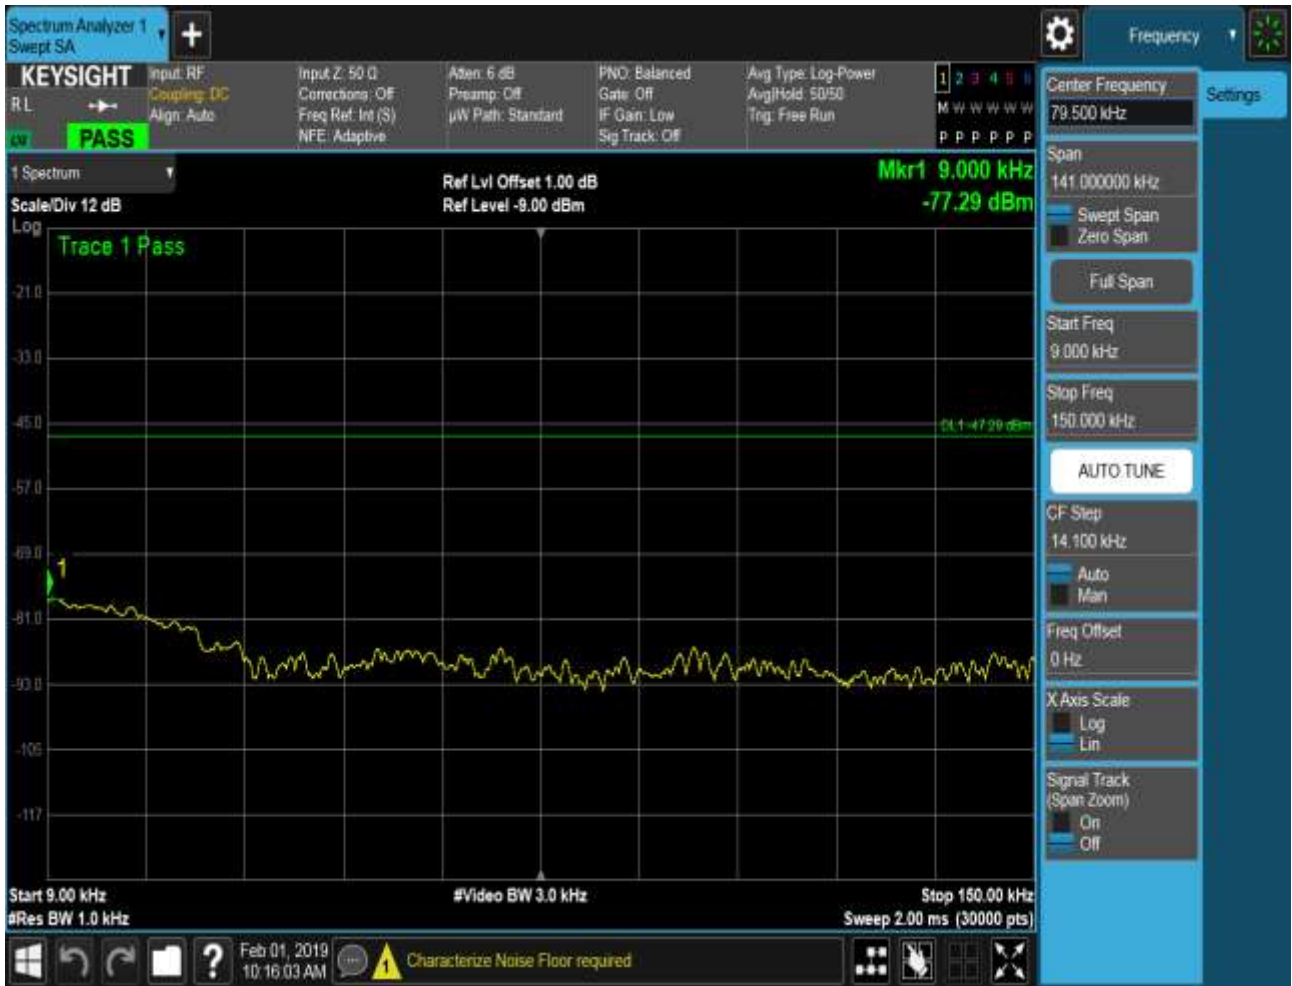 Spectrum Analyzer 1
Swept SA
+
Frequency
KEYSIGHT
R L
PASS
Input: RF
Coupling: DC
Align: Auto
Input Z: 50 Ω
Corrections: Off
Freq Ref: Int (S)
NFE: Adaptive
Atten: 6 dB
Preamp: Off
µW Path: Standard
PNO: Balanced
Gate: Off
IF Gain: Low
Sig Track: Off
Avg Type: Log-Power
Avg|Hold: 50/50
Trig: Free Run
1 2 3 4 5 6
M W W W W W
P P P P P P
1 Spectrum
Scale/Div 12 dB
Ref Lvl Offset 1.00 dB
Ref Level -9.00 dBm
Mkr1 9.000 kHz
-77.29 dBm
Log
Trace 1 Pass
-21.0
-33.0
-45.0
DL1 -47.29 dBm
-57.0
-69.0
1
-81.0
-93.0
-105
-117
Start 9.00 kHz
#Res BW 1.0 kHz
#Video BW 3.0 kHz
Stop 150.00 kHz
Sweep 2.00 ms (30000 pts)
Center Frequency
79.500 kHz
Settings
Span
141.000000 kHz
Swept Span
Zero Span
Full Span
Start Freq
9.000 kHz
Stop Freq
150.000 kHz
AUTO TUNE
CF Step
14.100 kHz
Auto
Man
Freq Offset
0 Hz
X Axis Scale
Log
Lin
Signal Track
(Span Zoom)
On
Off
?
Feb 01, 2019
10:16:03 AM
1
Characterize Noise Floor required